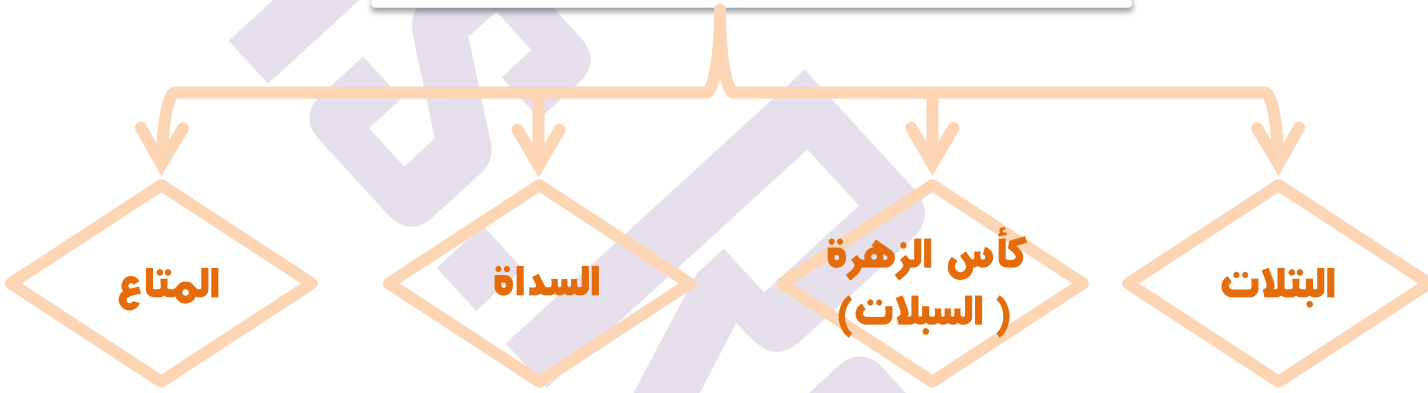 البتلات
كأس الزهرة
( السبلات)
السداة
المتاع